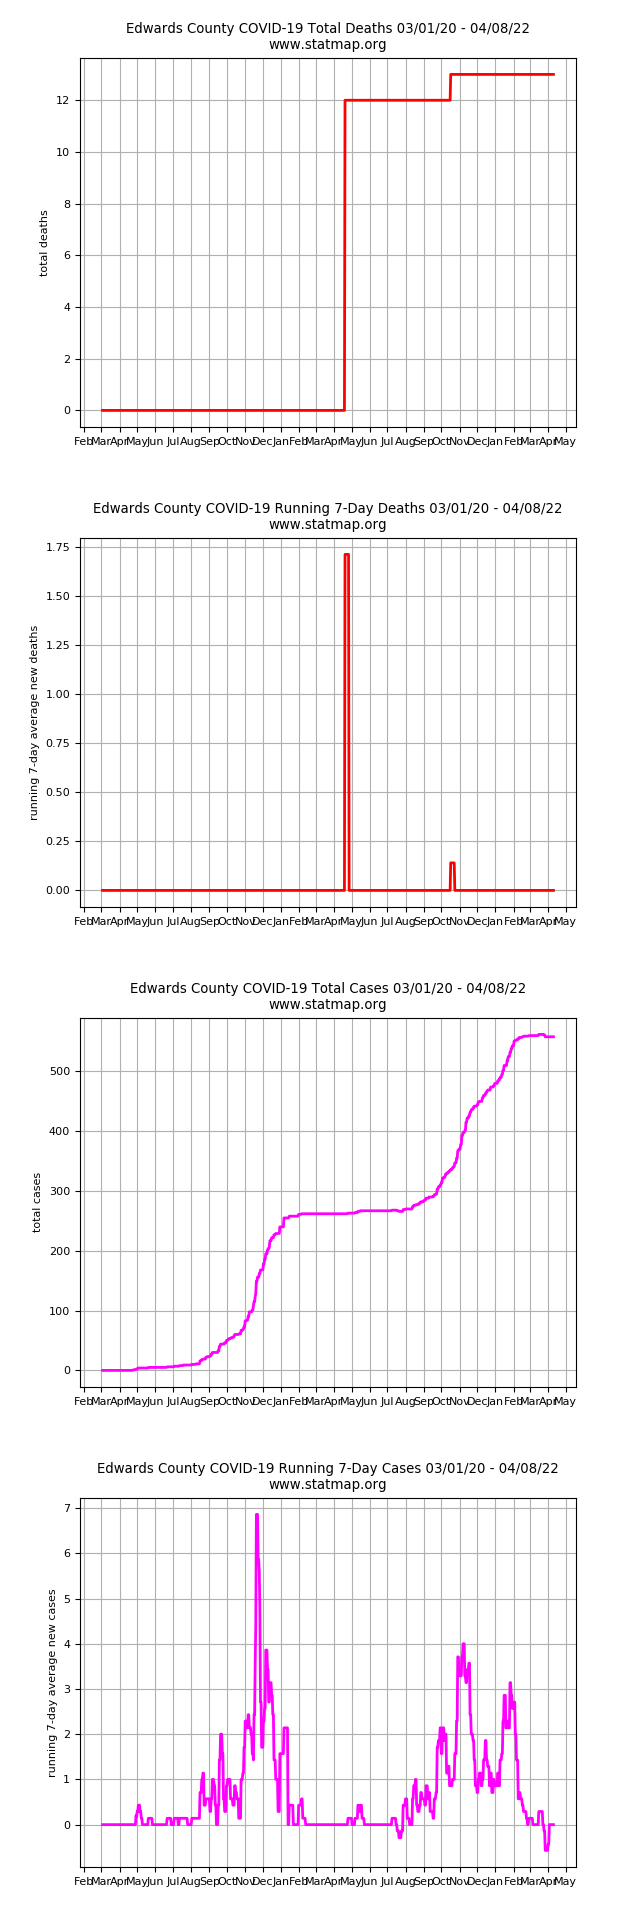 Edwards County COVID-19 Total Deaths 03/01/20 - 04/08/22
www.statmap.org
12
10
8
6
4
2
0
total deaths
Feb Mar Apr May Jun Jul Aug Sep Oct Nov Dec Jan Feb Mar Apr May Jun Jul Aug Sep Oct Nov Dec Jan Feb Mar Apr May
Edwards County COVID-19 Running 7-Day Deaths 03/01/20 - 04/08/22
www.statmap.org
1.75
1.50
1.25
1.00
0.75
0.50
0.25
0.00
running 7-day average new deaths
Feb Mar Apr May Jun Jul Aug Sep Oct Nov Dec Jan Feb Mar Apr May Jun Jul Aug Sep Oct Nov Dec Jan Feb Mar Apr May
Edwards County COVID-19 Total Cases 03/01/20 - 04/08/22
www.statmap.org
500
400
300
200
100
0
total cases
Feb Mar Apr May Jun Jul Aug Sep Oct Nov Dec Jan Feb Mar Apr May Jun Jul Aug Sep Oct Nov Dec Jan Feb Mar Apr May
Edwards County COVID-19 Running 7-Day Cases 03/01/20 - 04/08/22
www.statmap.org
7
6
5
4
3
2
1
0
running 7-day average new cases
Feb Mar Apr May Jun Jul Aug Sep Oct Nov Dec Jan Feb Mar Apr May Jun Jul Aug Sep Oct Nov Dec Jan Feb Mar Apr May